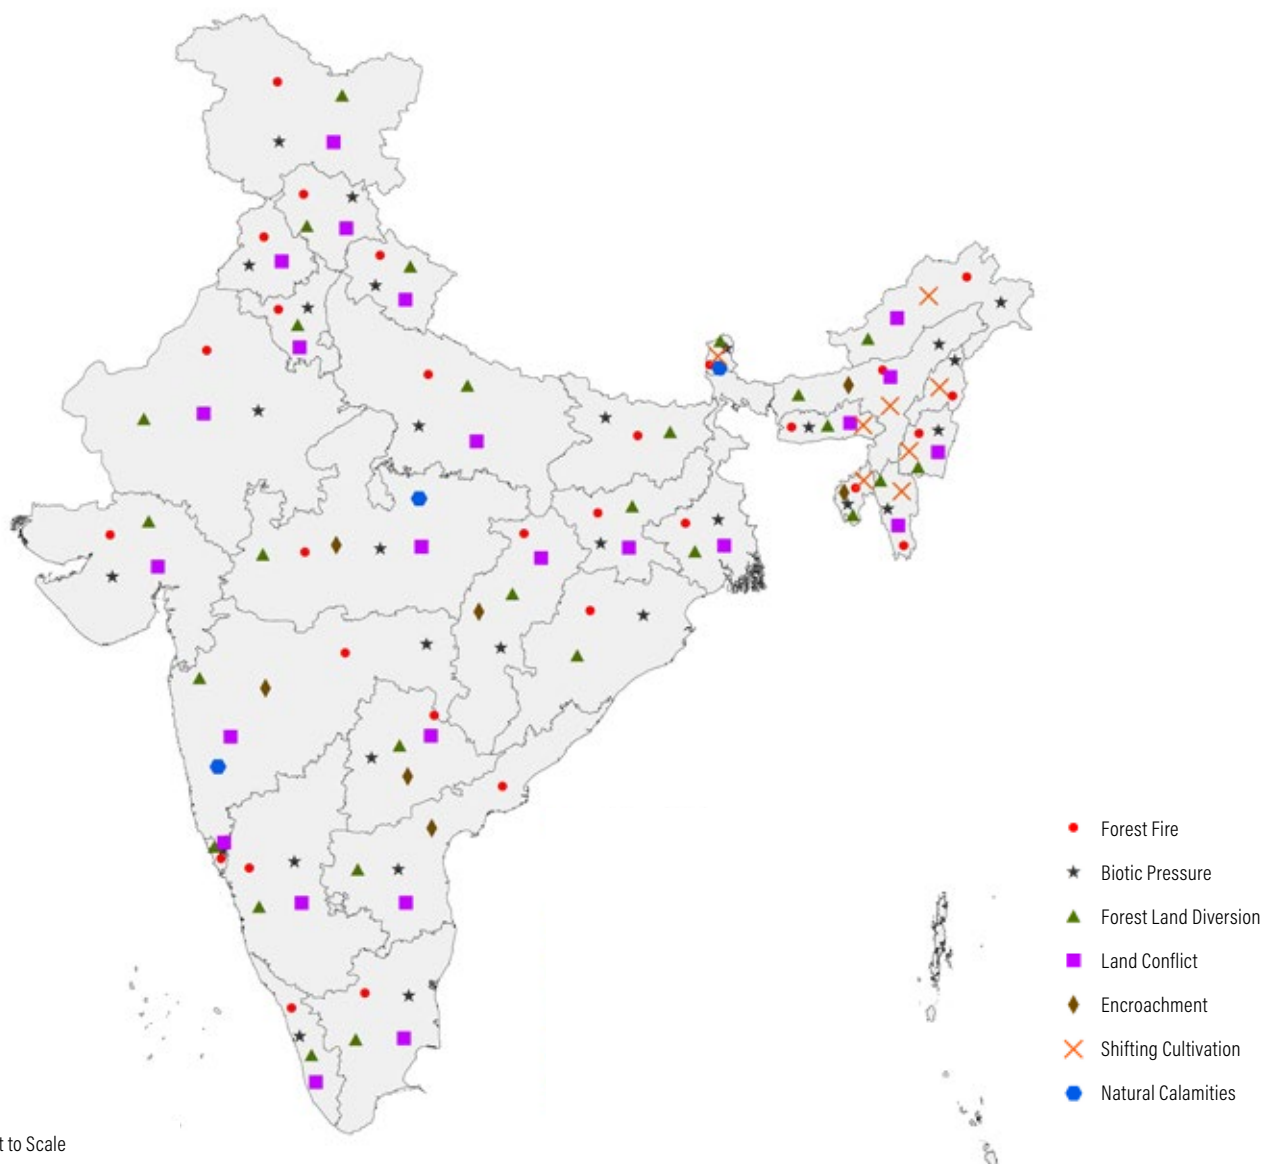 Forest Fire
Biotic Pressure
Forest Land Diversion
Land Conflict
Encroachment
Shifting Cultivation
Natural Calamities
t to Scale